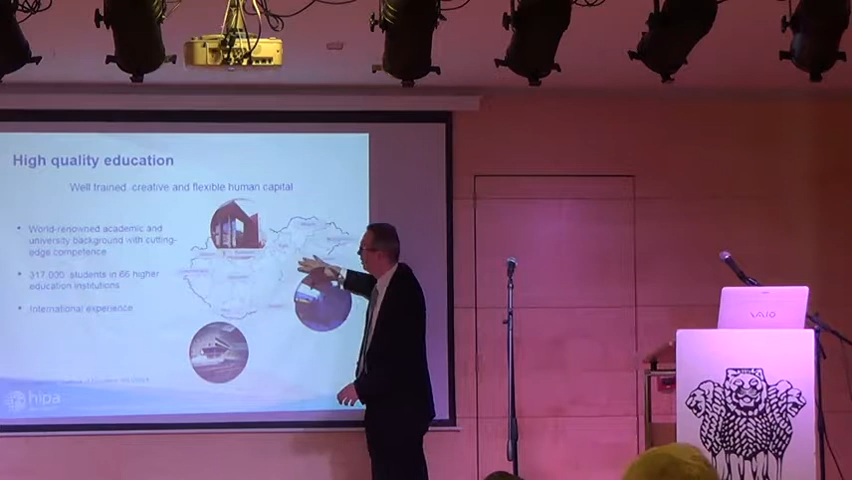 High quality education
Well trained, creative and flexible human capital
• World-renowned academic and
university background with cutting-
edge competence
• 317.000 students in 66 higher
education institutions
• International experience
hipa
VAIO